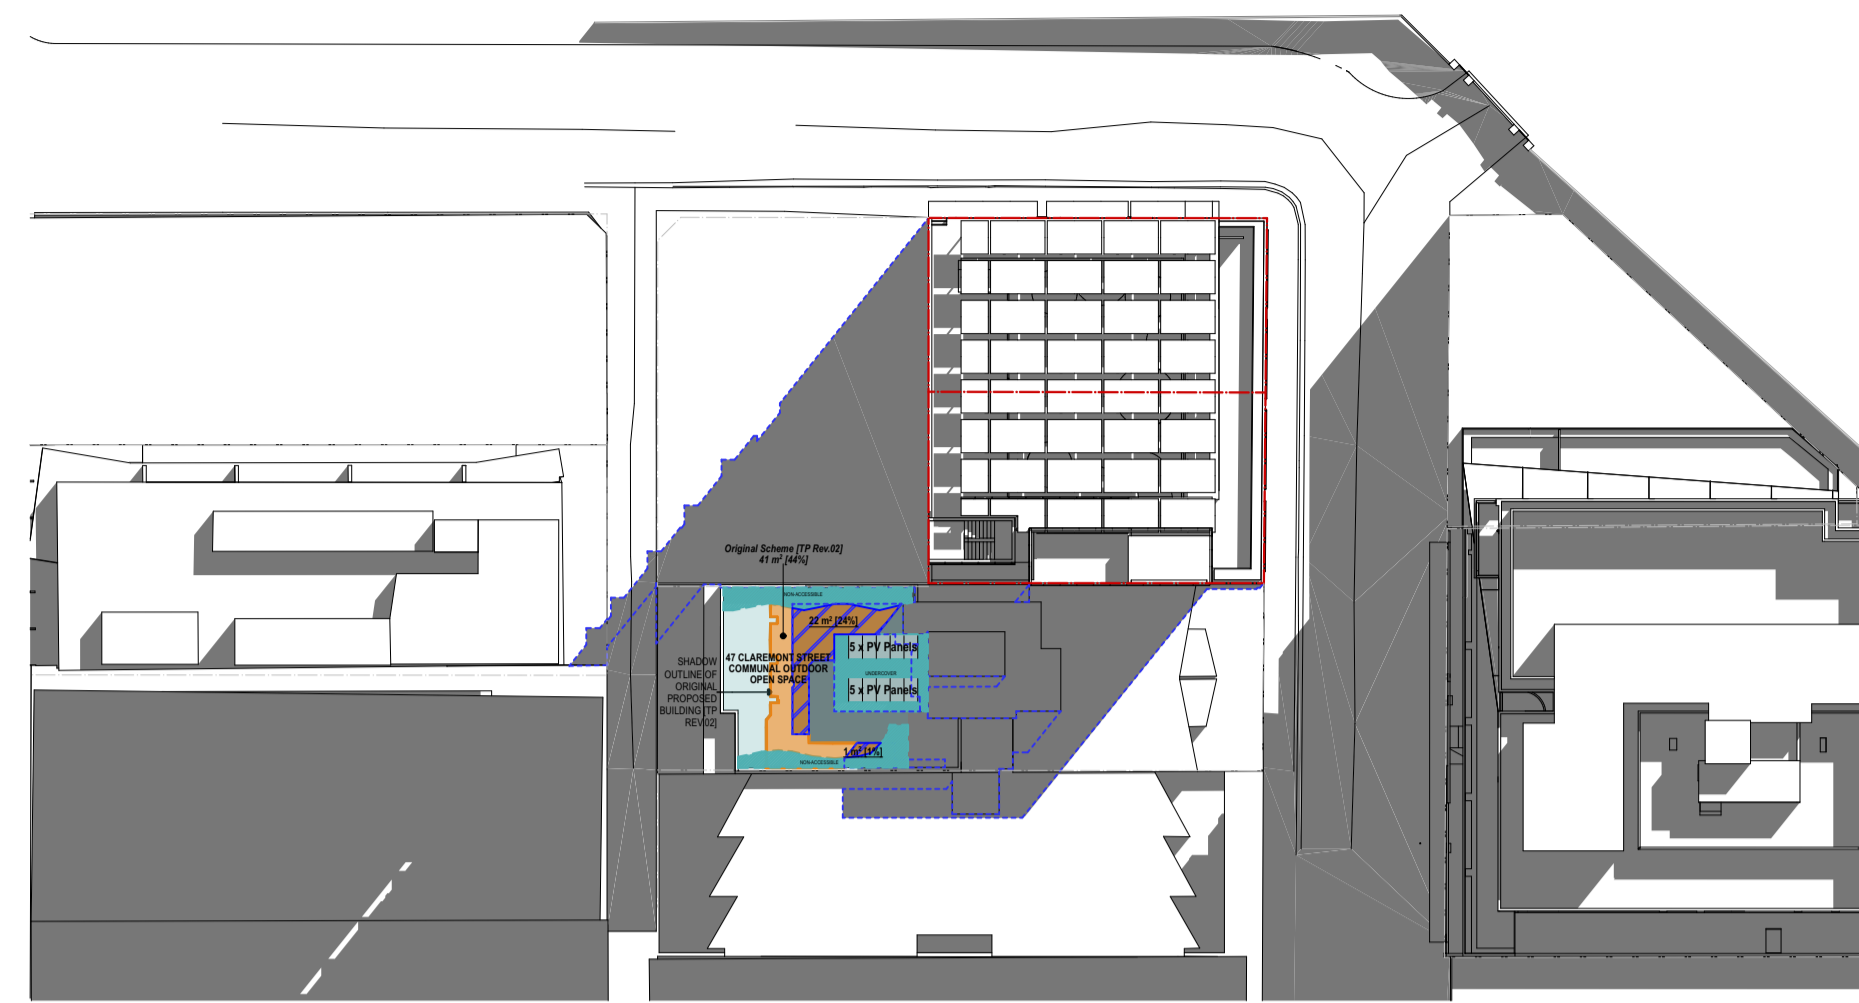 Original Scheme [TP Rev.02]
41 m² [44%]
NON-ACCESSIBLE
22 m² [24%]
5 x PV Panels
47 CLAREMONT STREET
COMMUNAL OUTDOOR
OPEN SPACE
UNDERCOVER
5 x PV Panels
SHADOW
OUTLINE OF
ORIGINAL
PROPOSED
BUILDING [TP
REV.02]
1 m² [1%]
NON-ACCESSIBLE